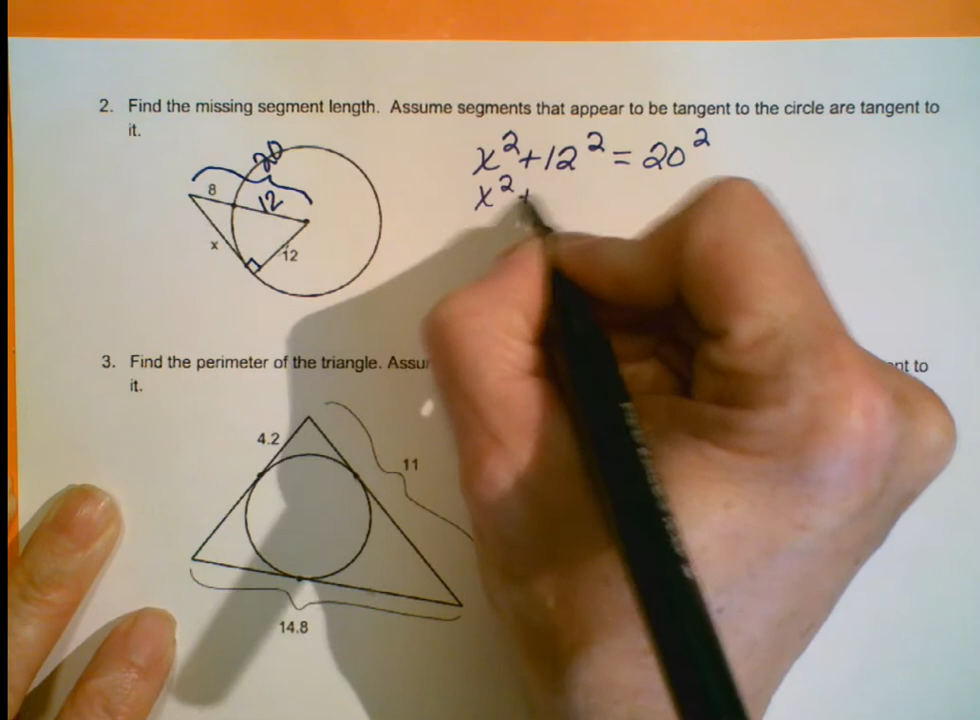 2. Find the missing segment length. Assume segments that appear to be tangent to the circle are tangent to
it.
x² + 12² = 20²
x² +
20
8
12
x
12
3. Find the perimeter of the triangle. Assu
nt to
it.
4.2
11
14.8